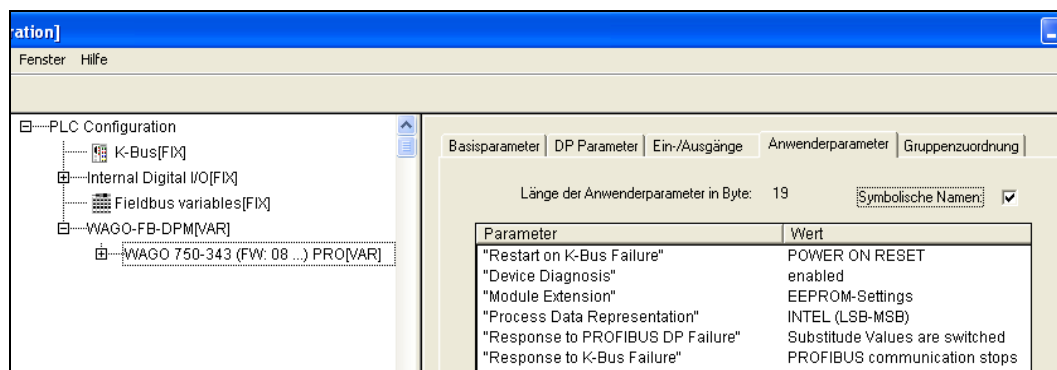 ation]
Fenster Hilfe
PLC Configuration
K-Bus[FIX]
Internal Digital I/O[FIX]
Fieldbus variables[FIX]
WAGO-FB-DPM[VAR]
WAGO 750-343 (FW: 08 ...) PRO[VAR]
Basisparameter DP Parameter Ein-/Ausgänge Anwenderparameter Gruppenzuordnung
Länge der Anwenderparameter in Byte: 19 Symbolische Namen:
Parameter Wert
"Restart on K-Bus Failure" POWER ON RESET
"Device Diagnosis" enabled
"Module Extension" EEPROM-Settings
"Process Data Representation" INTEL (LSB-MSB)
"Response to PROFIBUS DP Failure" Substitude Values are switched
"Response to K-Bus Failure" PROFIBUS communication stops